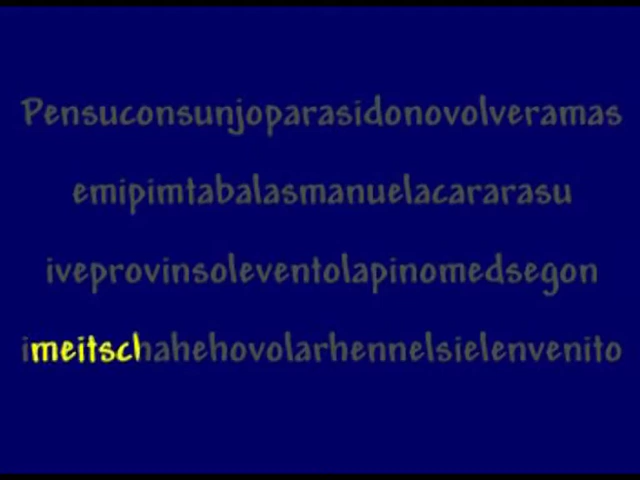 Pensuconsunjoparasidonovolveramas
emipimtabalasmanuelacararasu
iveprovinsoleventolapinomedsegon
imeitschahehovolarhennelsielenvenito